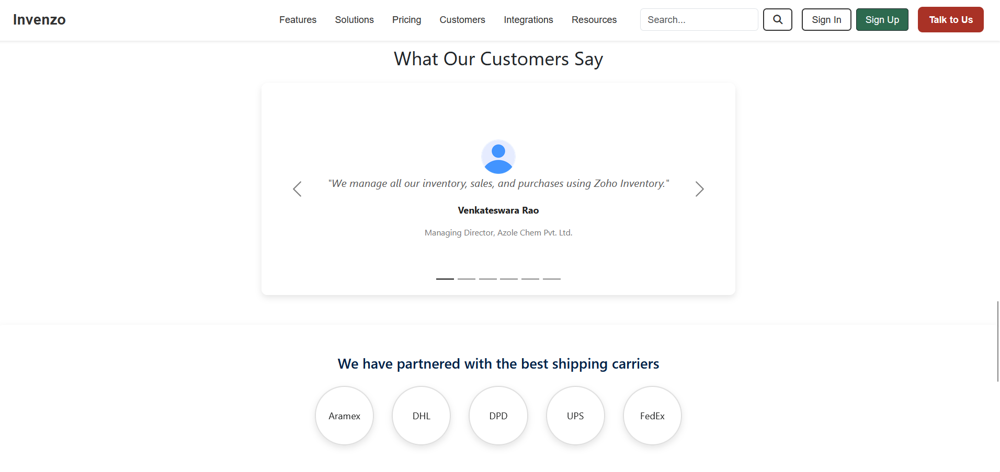 Invenzo
Features Solutions Pricing Customers Integrations Resources Search... Sign In Sign Up Talk to Us
What Our Customers Say
"We manage all our inventory, sales, and purchases using Zoho Inventory."
Venkateswara Rao
Managing Director, Azole Chem Pvt. Ltd.
We have partnered with the best shipping carriers
Aramex DHL DPD UPS FedEx